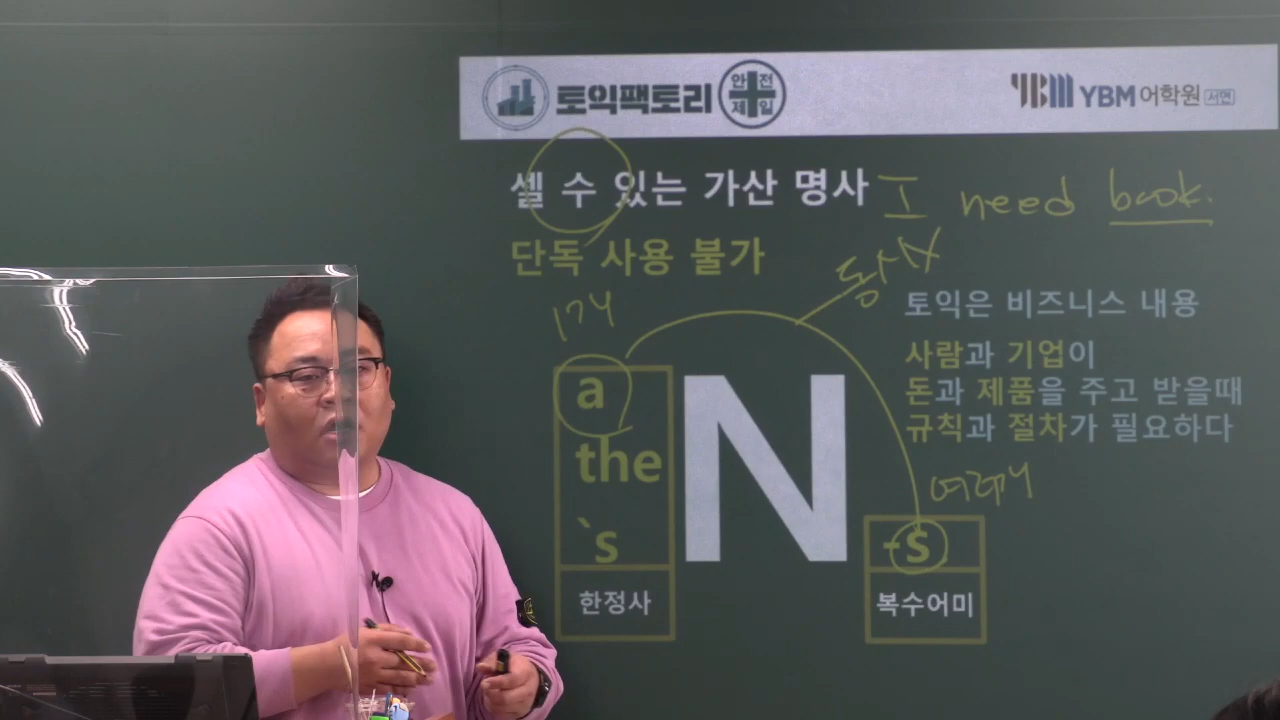 토익팩토리 안전제일 YBM 어학원 서면
셀 수 있는 가산 명사 I need book.
단독 사용 불가
동시 X
1개
토익은 비즈니스 내용
사람과 기업이
돈과 제품을 주고 받을때
규칙과 절차가 필요하다
a
the
`s
한정사
N
여러개
-s
복수어미